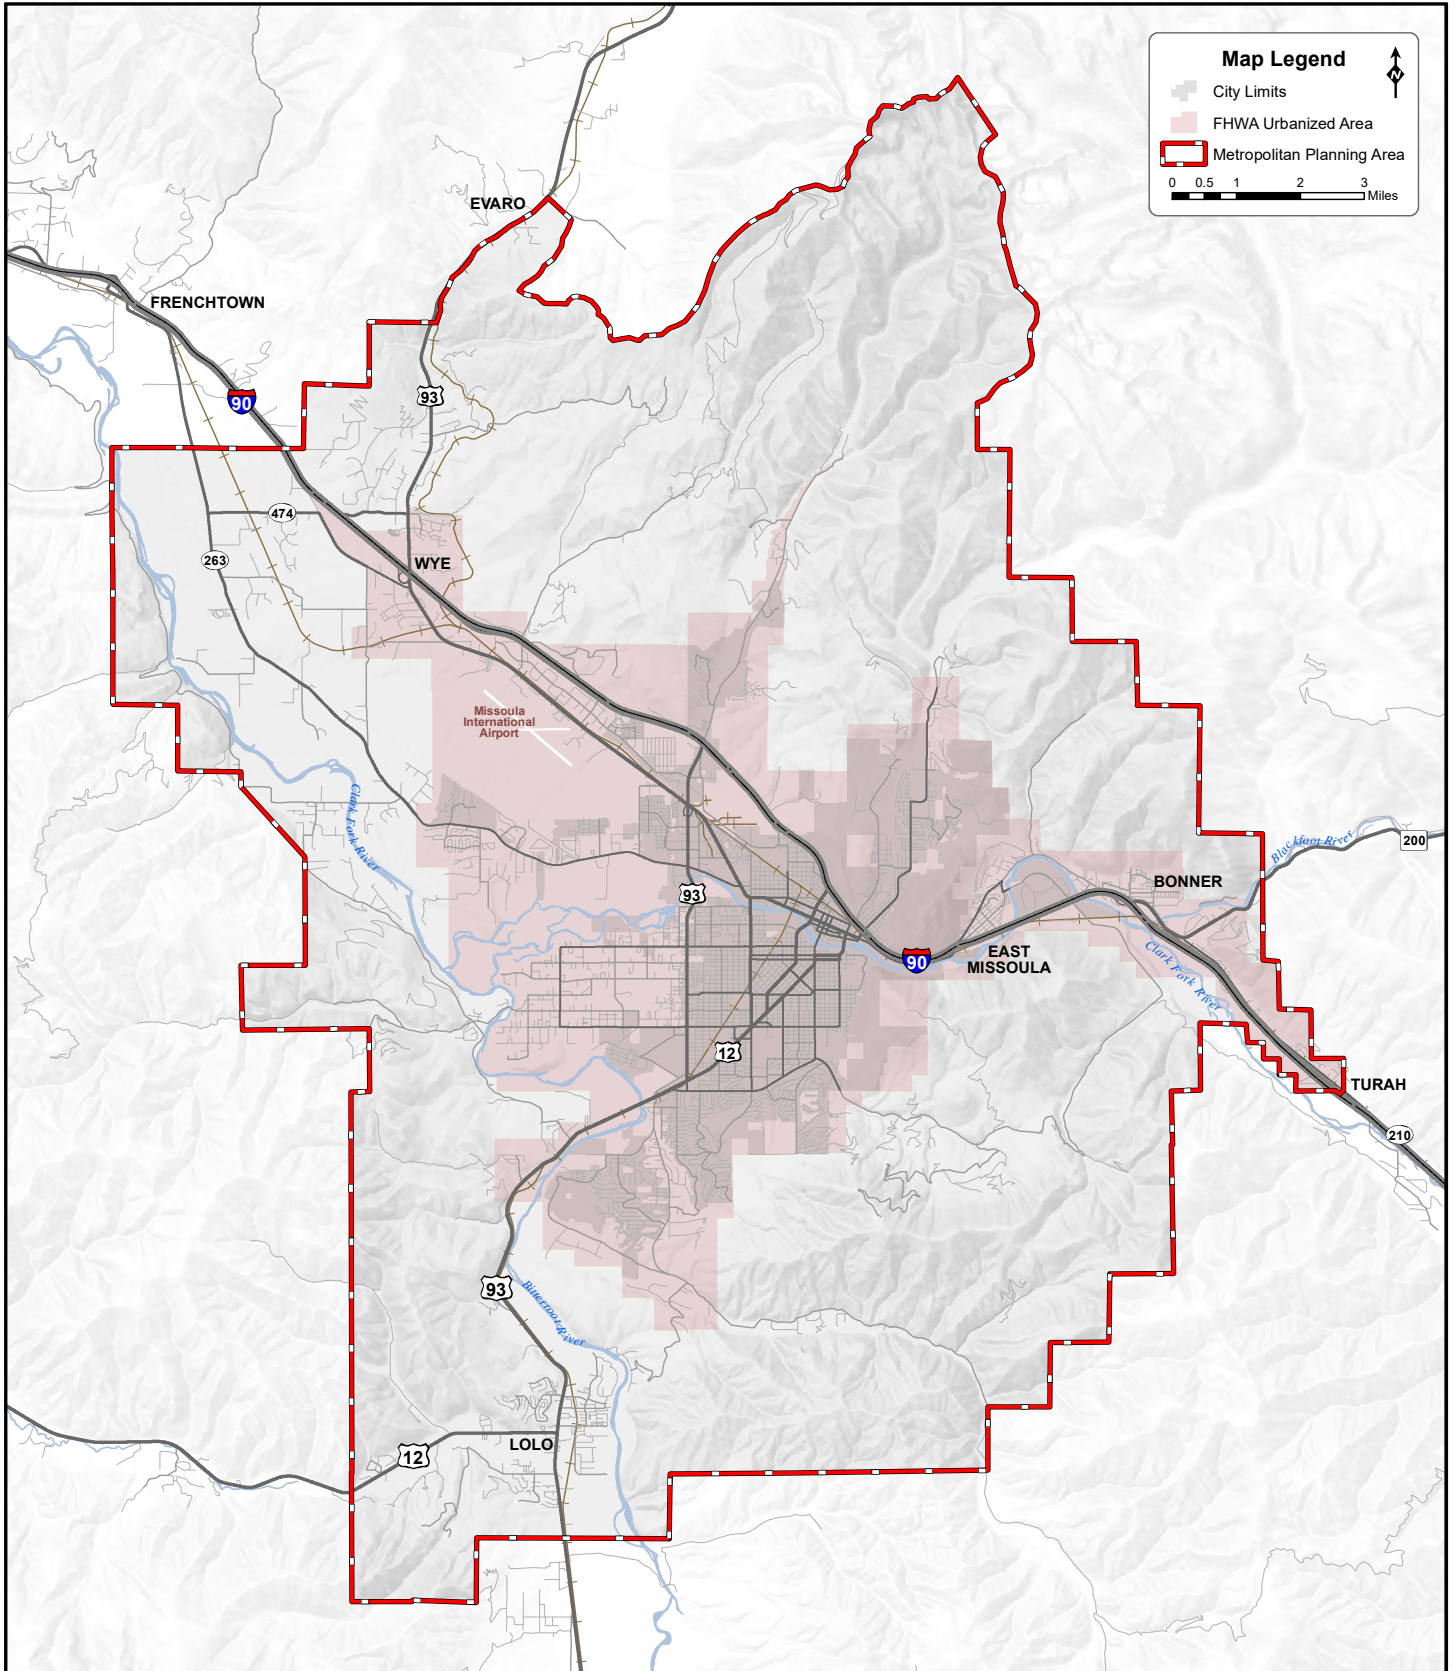 Map Legend
N
City Limits
FHWA Urbanized Area
Metropolitan Planning Area
0 0.5 1 2 3
Miles
EVARO
FRENCHTOWN
93
90
474
263
WYE
Missoula
International
Airport
Clark Fork River
Blackfoot River
200
BONNER
93
EAST
MISSOULA
90
Clark Fork River
12
TURAH
210
93
Bitterroot River
LOLO
12